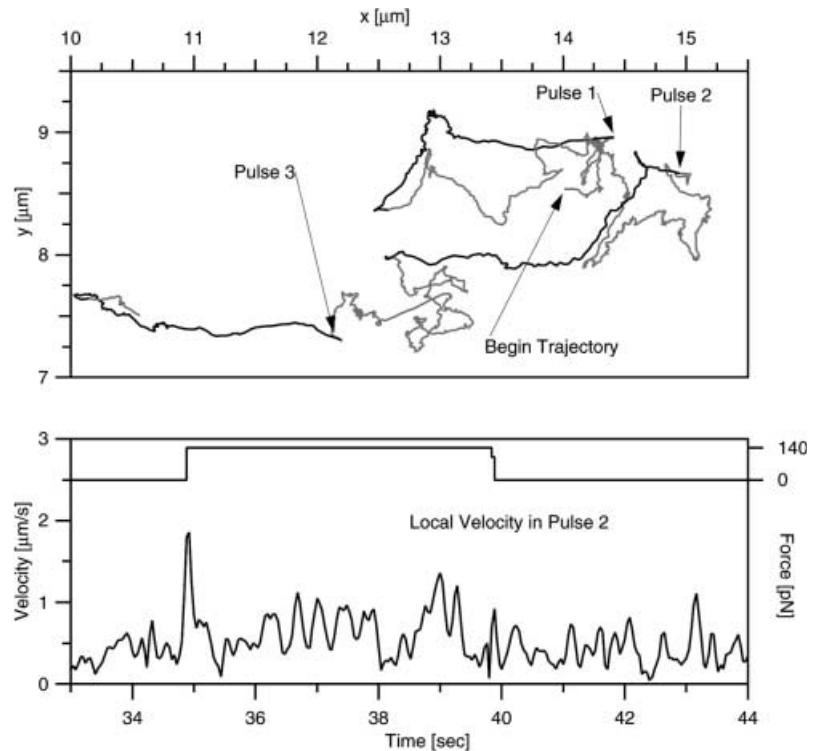 x [μm]
10 11 12 13 14 15
Pulse 1
Pulse 2
9
Pulse 3
y [μm]
8
Begin Trajectory
7
3
140
0
2
Local Velocity in Pulse 2
Velocity [μm/s]
Force [pN]
1
0
34 36 38 40 42 44
Time [sec]